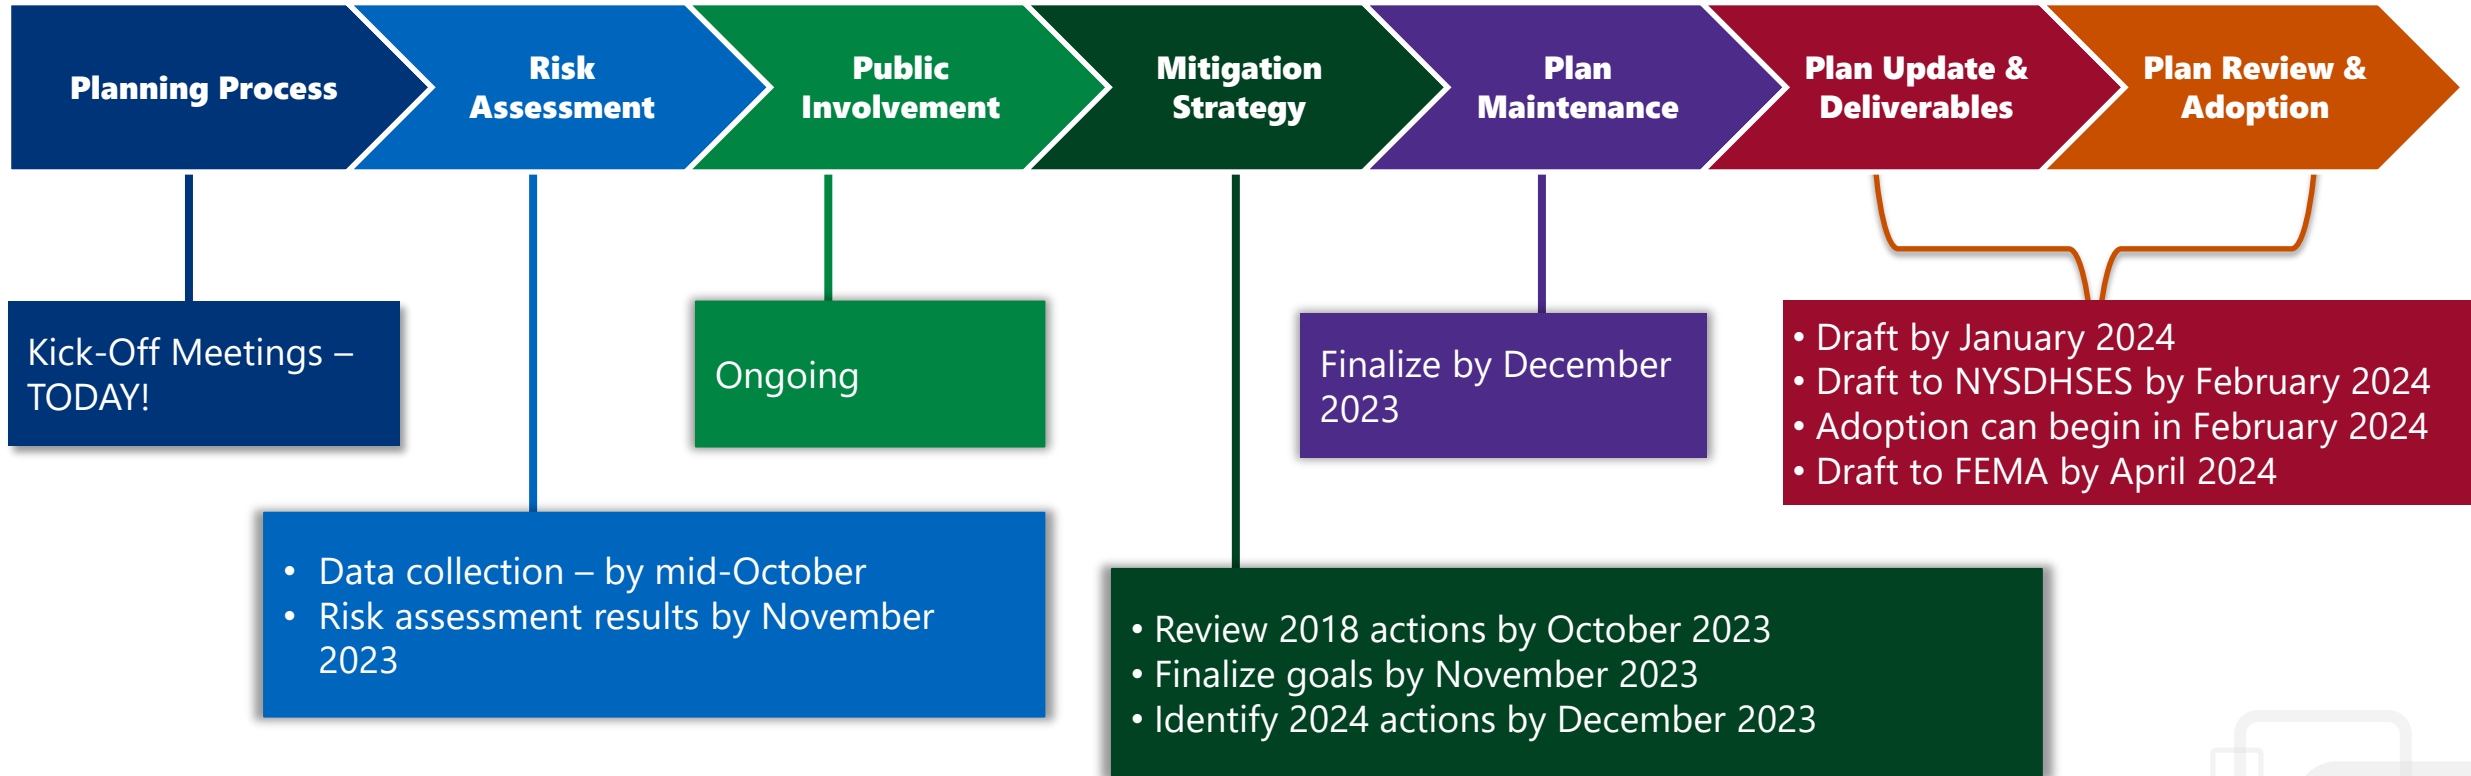 Planning Process
Risk
Assessment
Public
Involvement
Mitigation
Strategy
Plan
Maintenance
Plan Update &
Deliverables
Plan Review &
Adoption
Kick-Off Meetings –
TODAY!
Ongoing
Finalize by December
2023
• Draft by January 2024
• Draft to NYSDHSES by February 2024
• Adoption can begin in February 2024
• Draft to FEMA by April 2024
• Data collection – by mid-October
• Risk assessment results by November
2023
• Review 2018 actions by October 2023
• Finalize goals by November 2023
• Identify 2024 actions by December 2023